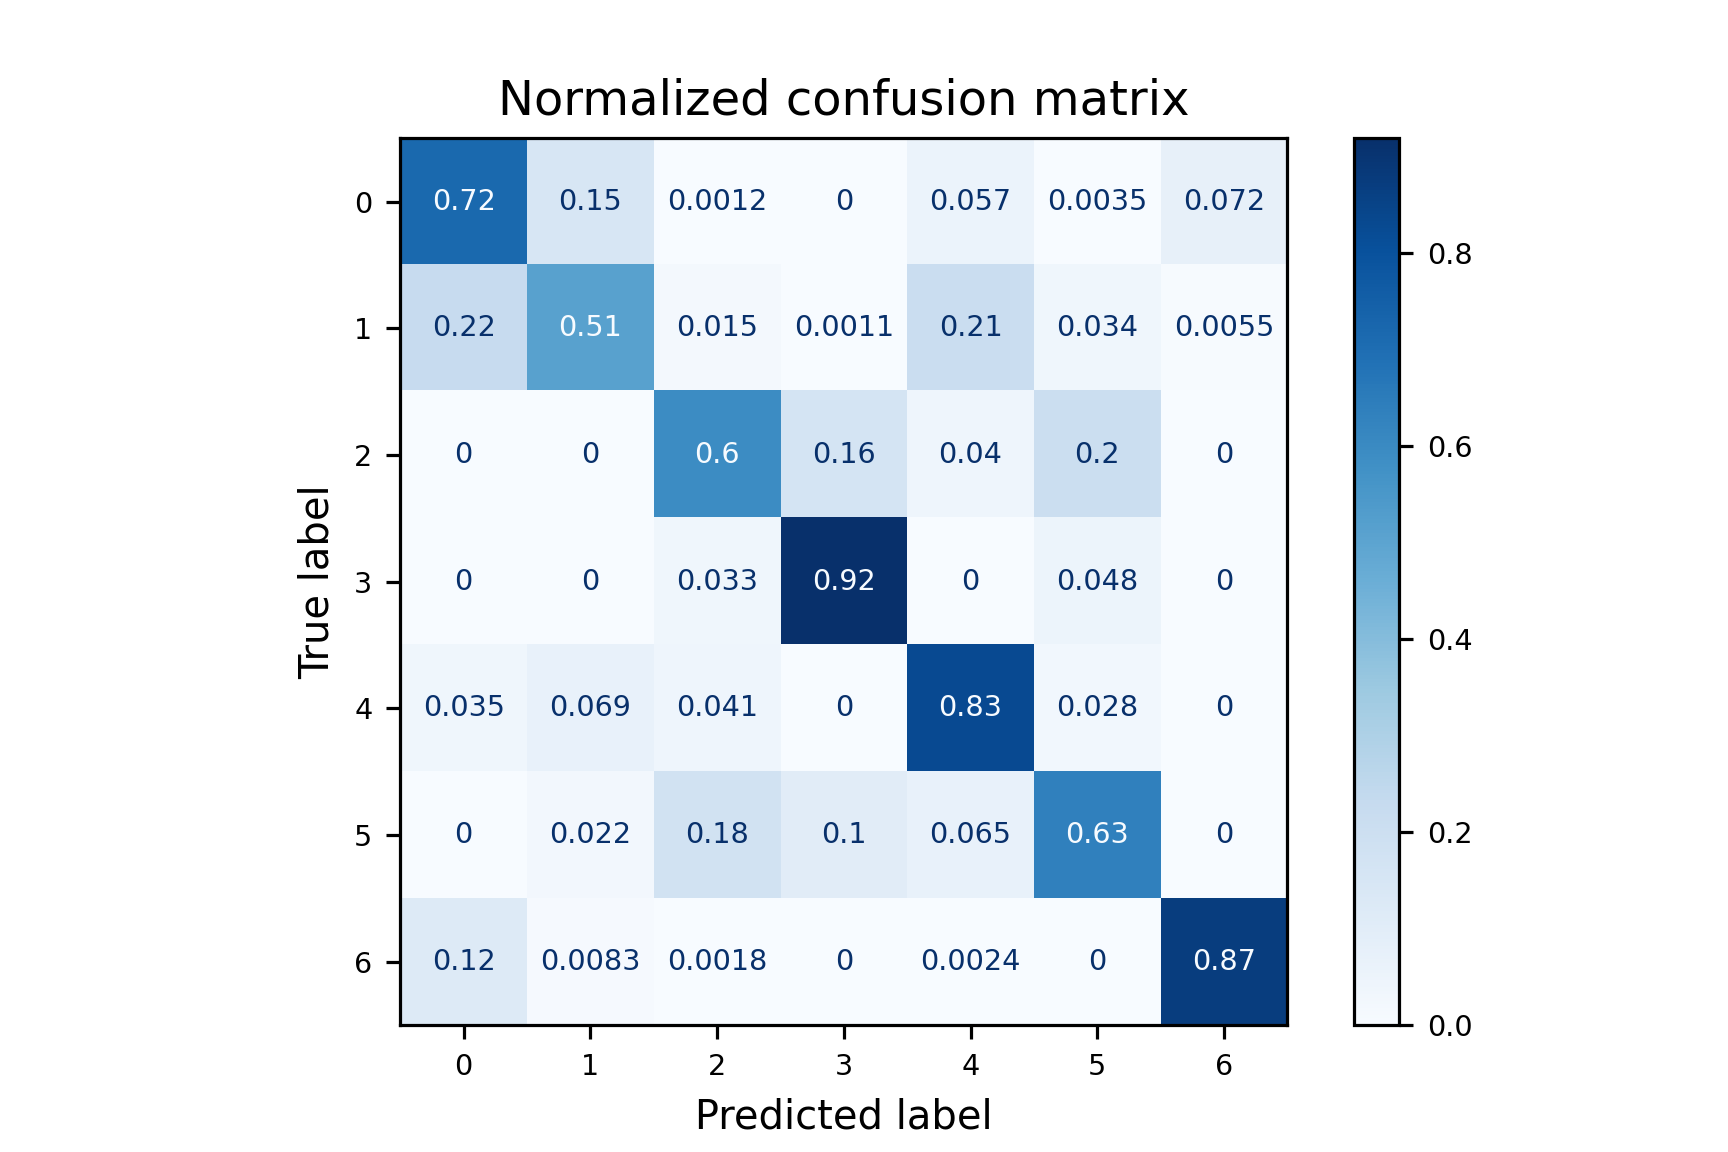 Normalized confusion matrix
0 0.72 0.15 0.0012 0 0.057 0.0035 0.072
1 0.22 0.51 0.015 0.0011 0.21 0.034 0.0055
2 0 0 0.6 0.16 0.04 0.2 0
3 0 0 0.033 0.92 0 0.048 0
4 0.035 0.069 0.041 0 0.83 0.028 0
5 0 0.022 0.18 0.1 0.065 0.63 0
6 0.12 0.0083 0.0018 0 0.0024 0 0.87
0 1 2 3 4 5 6
Predicted label
True label
0.8
0.6
0.4
0.2
0.0